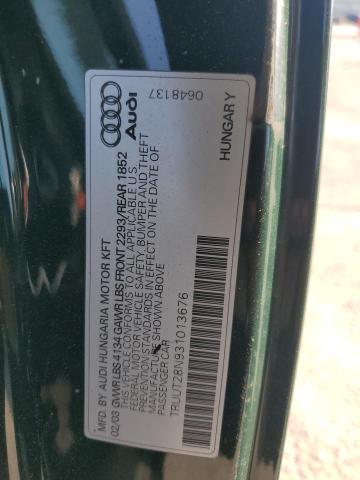 Audi
0648137
HUNGARY
MFD. BY AUDI HUNGARIA MOTOR KFT
02/03 GVWR LBS 4134 GAWR LBS FRONT 2293/REAR 1852
THIS VEHICLE CONFORMS TO ALL APPLICABLE U.S.
FEDERAL MOTOR VEHICLE SAFETY, BUMPER AND THEFT
PREVENTION STANDARDS IN EFFECT ON THE DATE OF
MANUFACTURE SHOWN ABOVE
PASSENGER CAR
TRUUT28N931013676